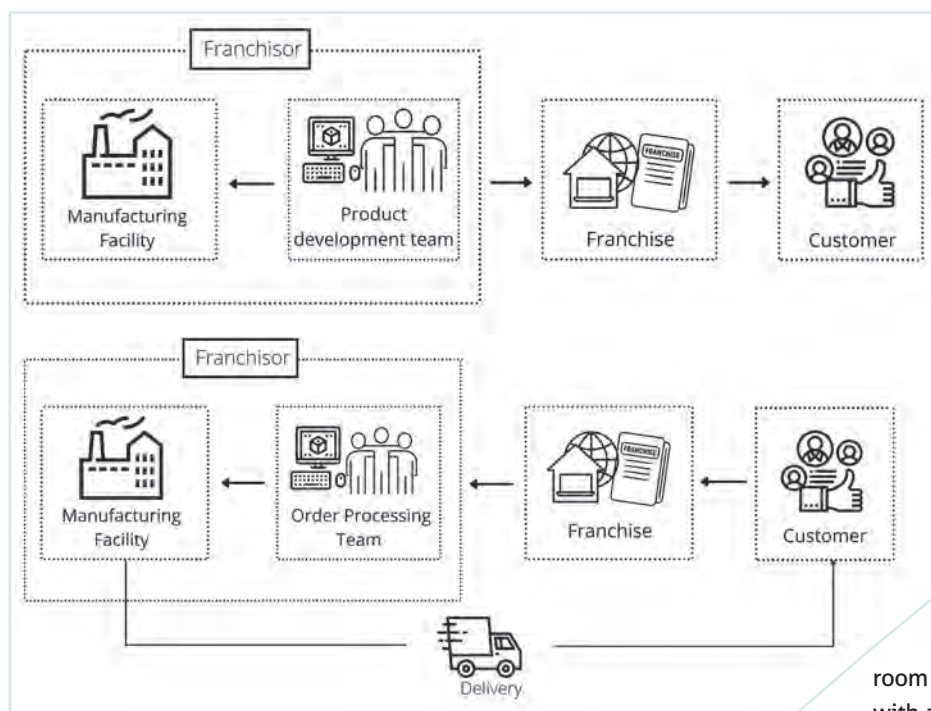 Franchisor
Manufacturing
Facility
Product
development team
FRANCHISE
Franchise
Customer
Franchisor
Manufacturing
Facility
Order Processing
Team
FRANCHISE
Franchise
Customer
Delivery
room